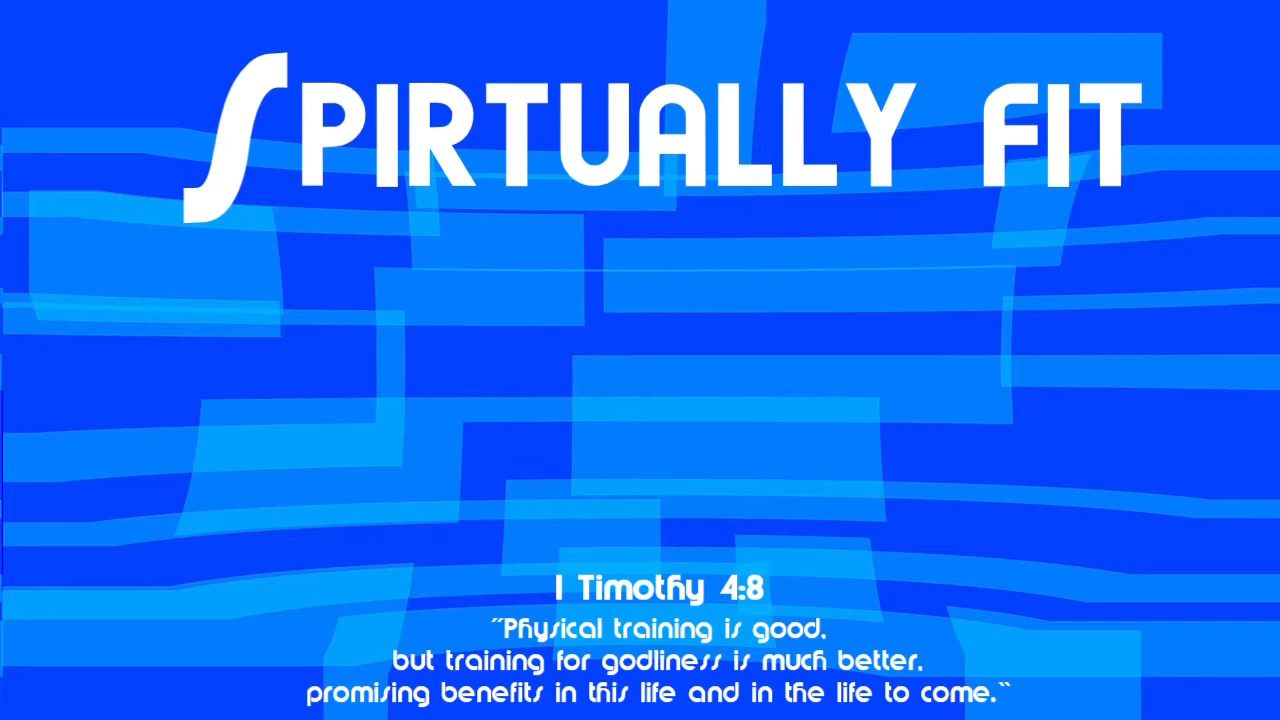 SPIRTUALLY FIT
1 Timothy 4:8
"Physical training is good,
but training for godliness is much better,
promising benefits in this life and in the life to come."